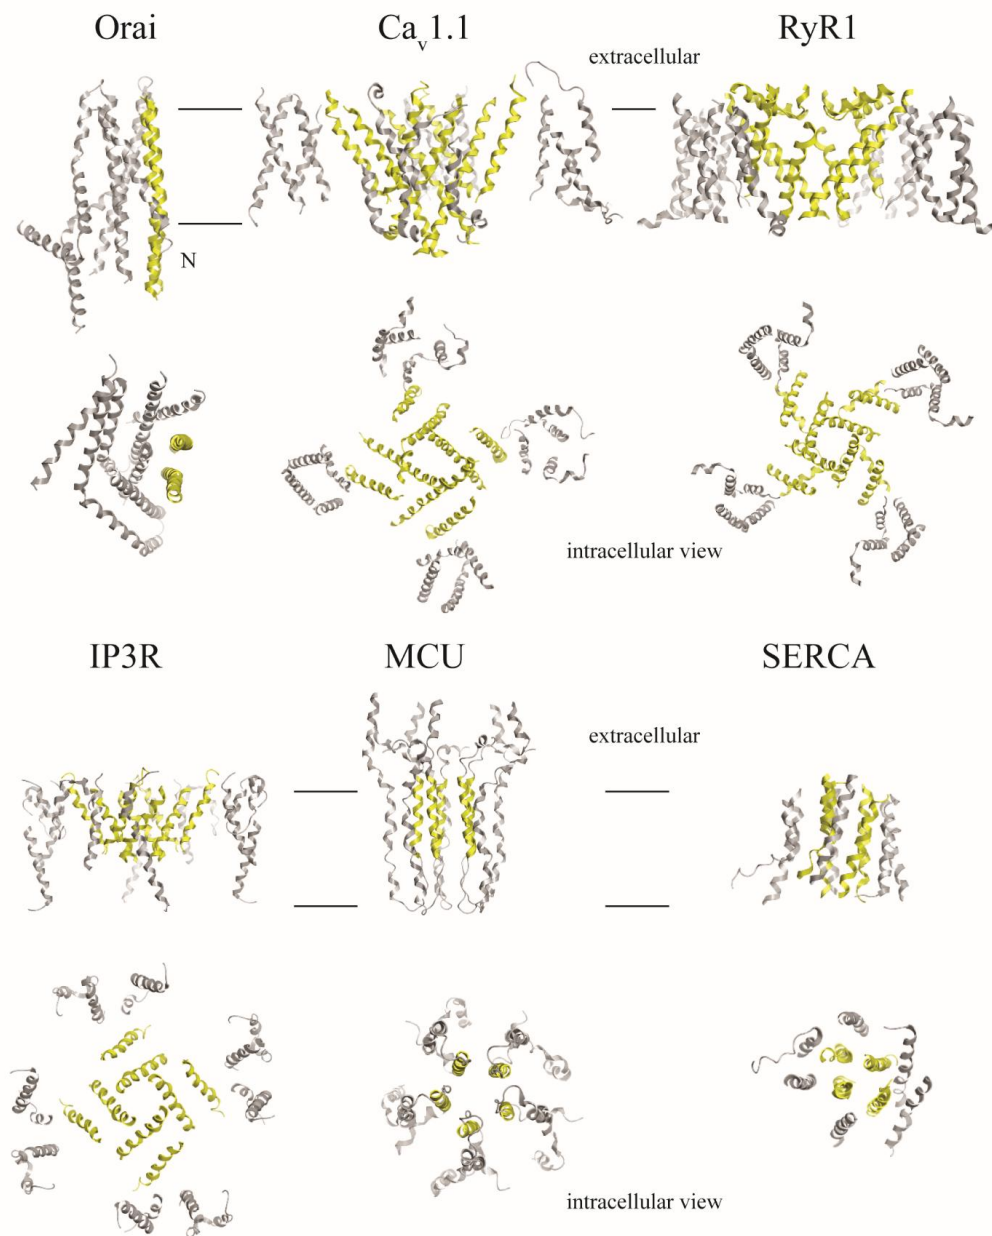 Orai
Caᵥ1.1
RyR1
extracellular
N
intracellular view
IP3R
MCU
SERCA
extracellular
intracellular view